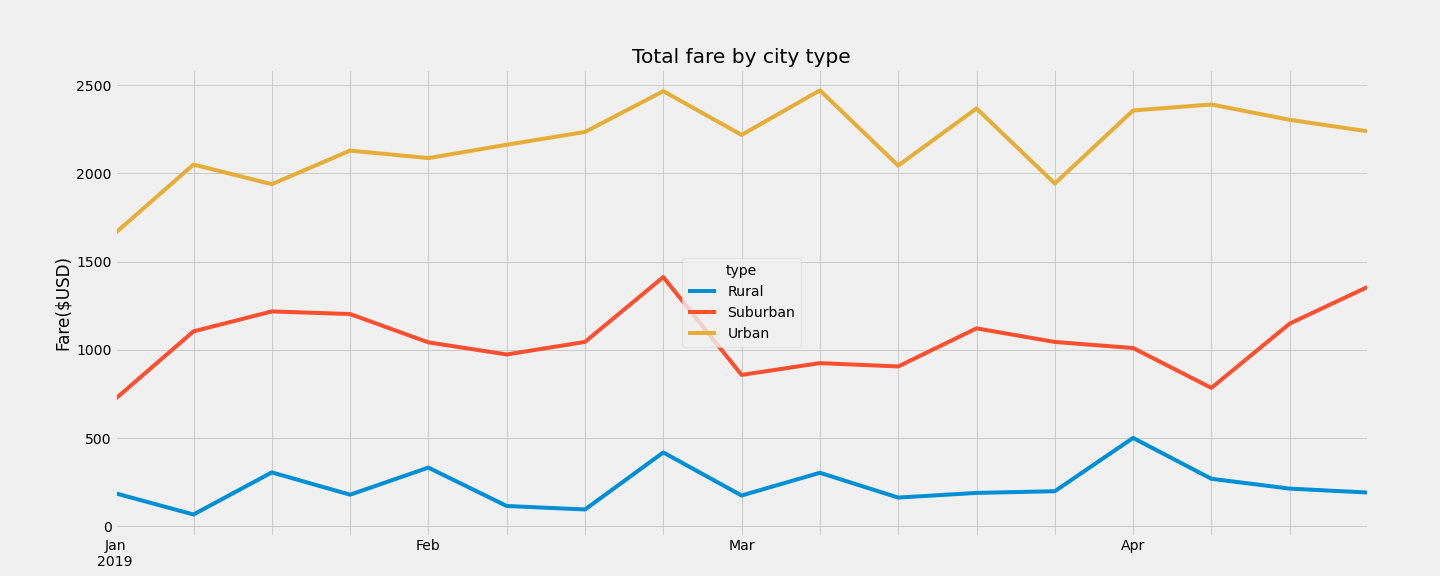 Total fare by city type
Fare($USD)
2500
2000
1500
1000
500
0
type
Rural
Suburban
Urban
Jan
2019
Feb
Mar
Apr